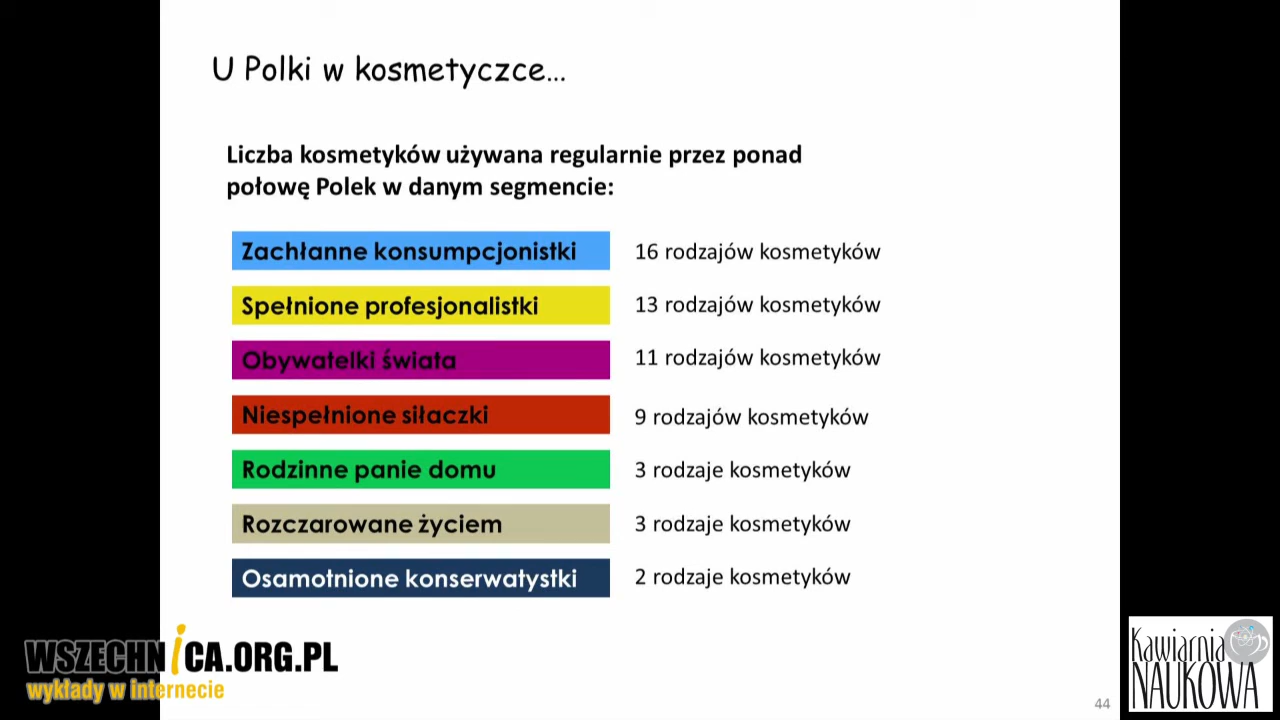 U Polki w kosmetyczce…
Liczba kosmetyków używana regularnie przez ponad
połowę Polek w danym segmencie:
Zachłanne konsumpcjonistki 16 rodzajów kosmetyków
Spełnione profesjonalistki 13 rodzajów kosmetyków
Obywatelki świata 11 rodzajów kosmetyków
Niespełnione siłaczki 9 rodzajów kosmetyków
Rodzinne panie domu 3 rodzaje kosmetyków
Rozczarowane życiem 3 rodzaje kosmetyków
Osamotnione konserwatystki 2 rodzaje kosmetyków
WSZECHNiCA.ORG.PL
wykłady w internecie
Kawiarnia
NAUKOWA
44